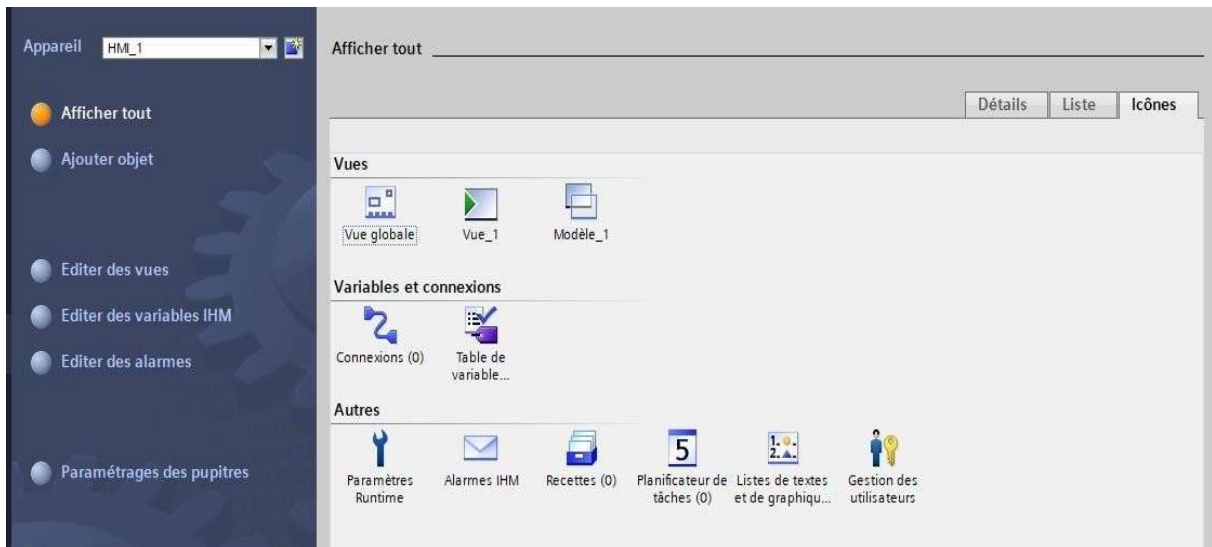 Appareil HMI_1
Afficher tout
Ajouter objet
Editer des vues
Editer des variables IHM
Editer des alarmes
Paramétrages des pupitres
Afficher tout
Détails Liste Icônes
Vues
Vue globale Vue_1 Modèle_1
Variables et connexions
Connexions (0) Table de
variable...
Autres
Paramètres Alarmes IHM Recettes (0) Planificateur de Listes de textes Gestion des
Runtime tâches (0) et de graphiqu... utilisateurs
5
1.
2.